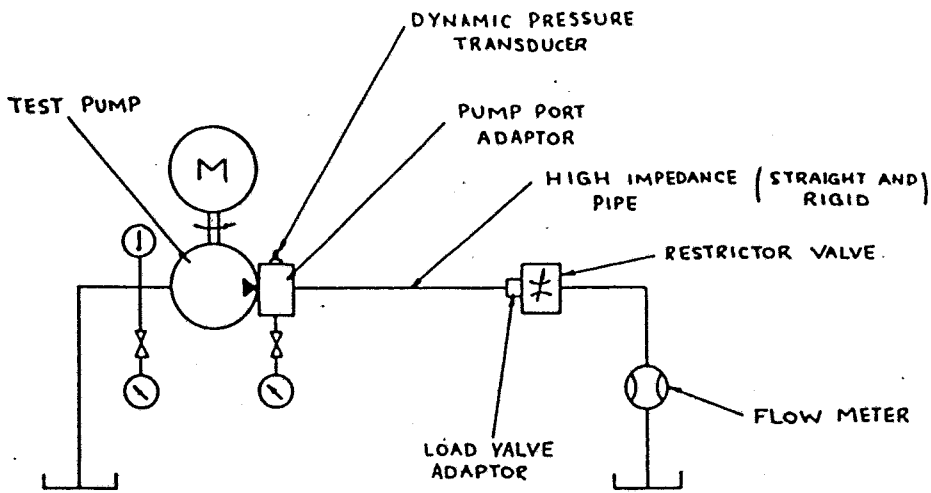 DYNAMIC PRESSURE
TRANSDUCER
TEST PUMP
PUMP PORT
ADAPTOR
M
HIGH IMPEDANCE (STRAIGHT AND
PIPE RIGID)
RESTRICTOR VALVE.
FLOW METER
LOAD VALVE
ADAPTOR